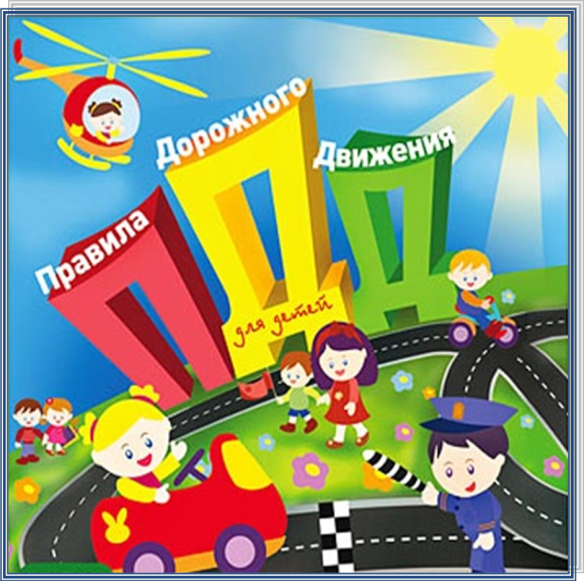 Правила
Дорожного
Движения
ПДД
для детей